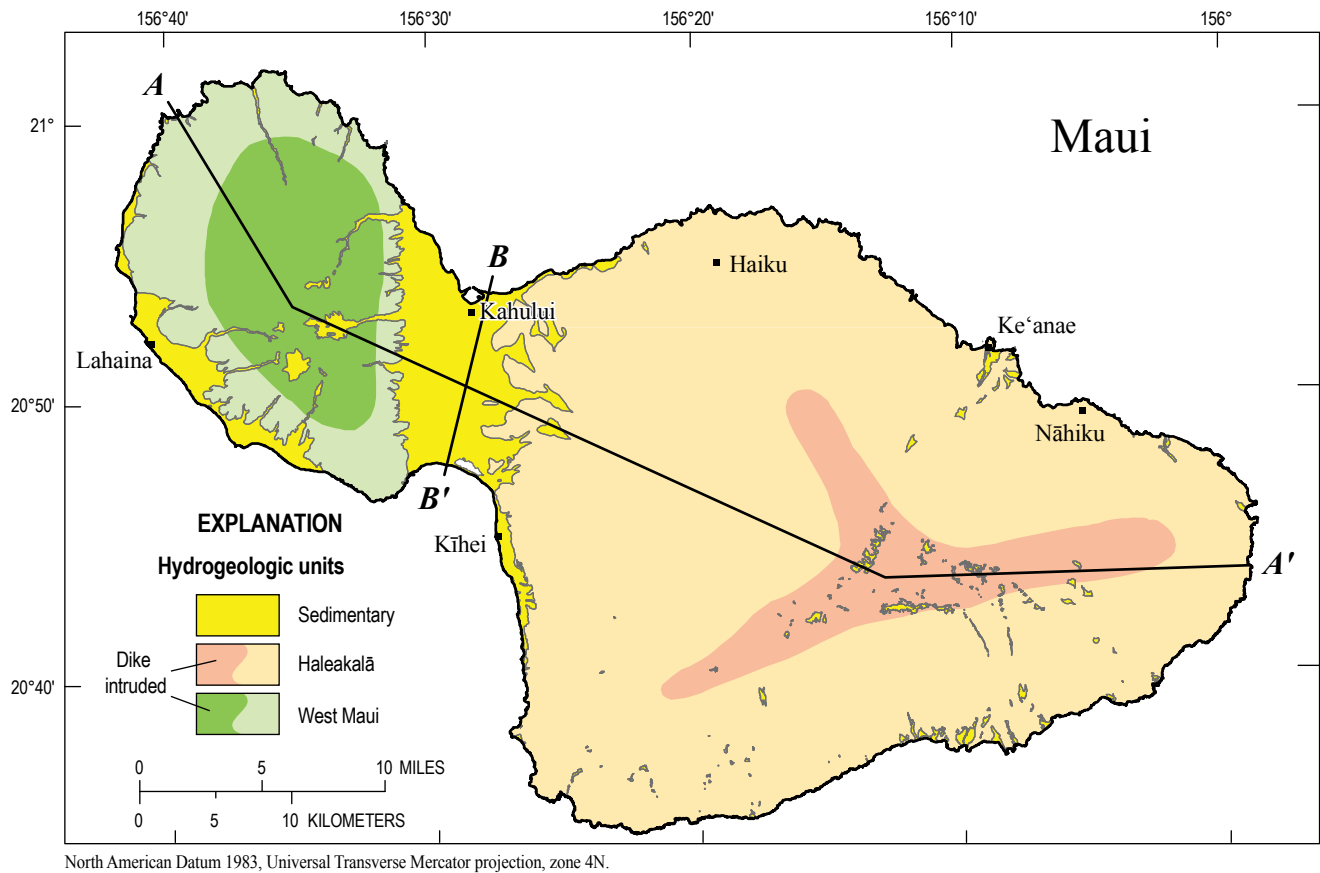 156°40' 156°30' 156°20' 156°10' 156°
A
21°
Maui
B
Haiku
Kahului
Keʻanae
Lahaina
20°50'
Nāhiku
B'
EXPLANATION
Kīhei
A'
Hydrogeologic units
Sedimentary
Dike
intruded
Haleakalā
20°40'
West Maui
0 5 10 MILES
0 5 10 KILOMETERS
North American Datum 1983, Universal Transverse Mercator projection, zone 4N.